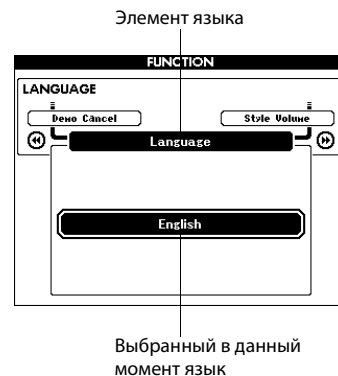 Элемент языка
FUNCTION
LANGUAGE
Demo Cancel
Style Volume
Language
English
Выбранный в данный
момент язык